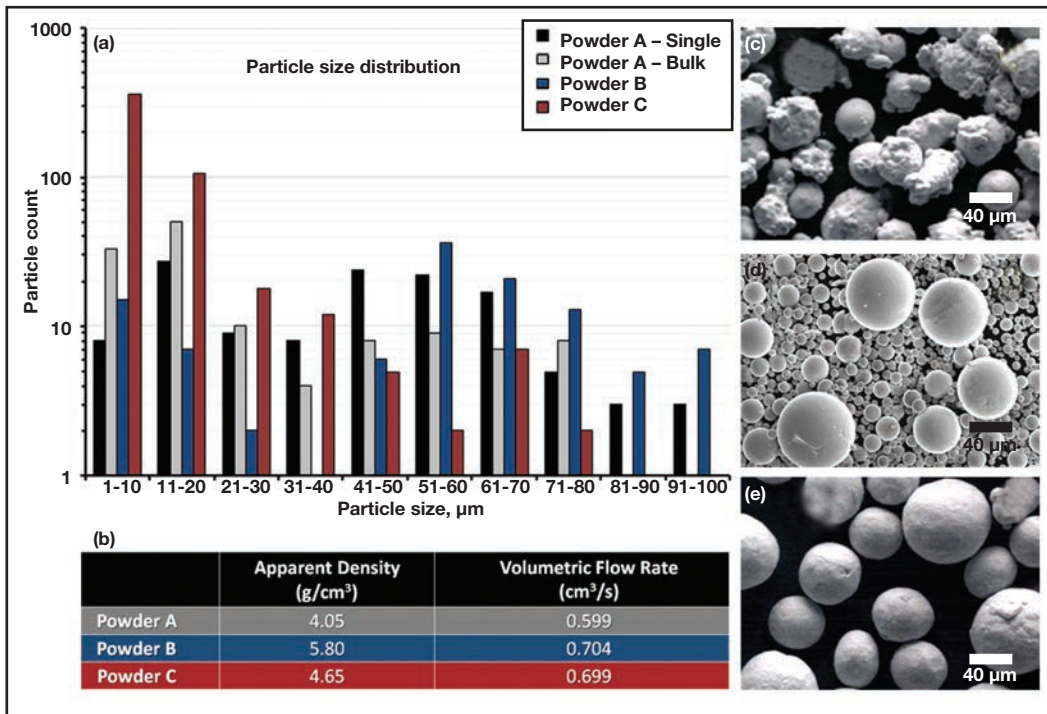 1000
(a)
Particle size distribution
Powder A – Single
Powder A – Bulk
Powder B
Powder C
100
10
1
Particle count
1-10 11-20 21-30 31-40 41-50 51-60 61-70 71-80 81-90 91-100
Particle size, µm
(b)
Apparent Density Volumetric Flow Rate
(g/cm³) (cm³/s)
Powder A 4.05 0.599
Powder B 5.80 0.704
Powder C 4.65 0.699
(c)
40 µm
(d)
40 µm
(e)
40 µm